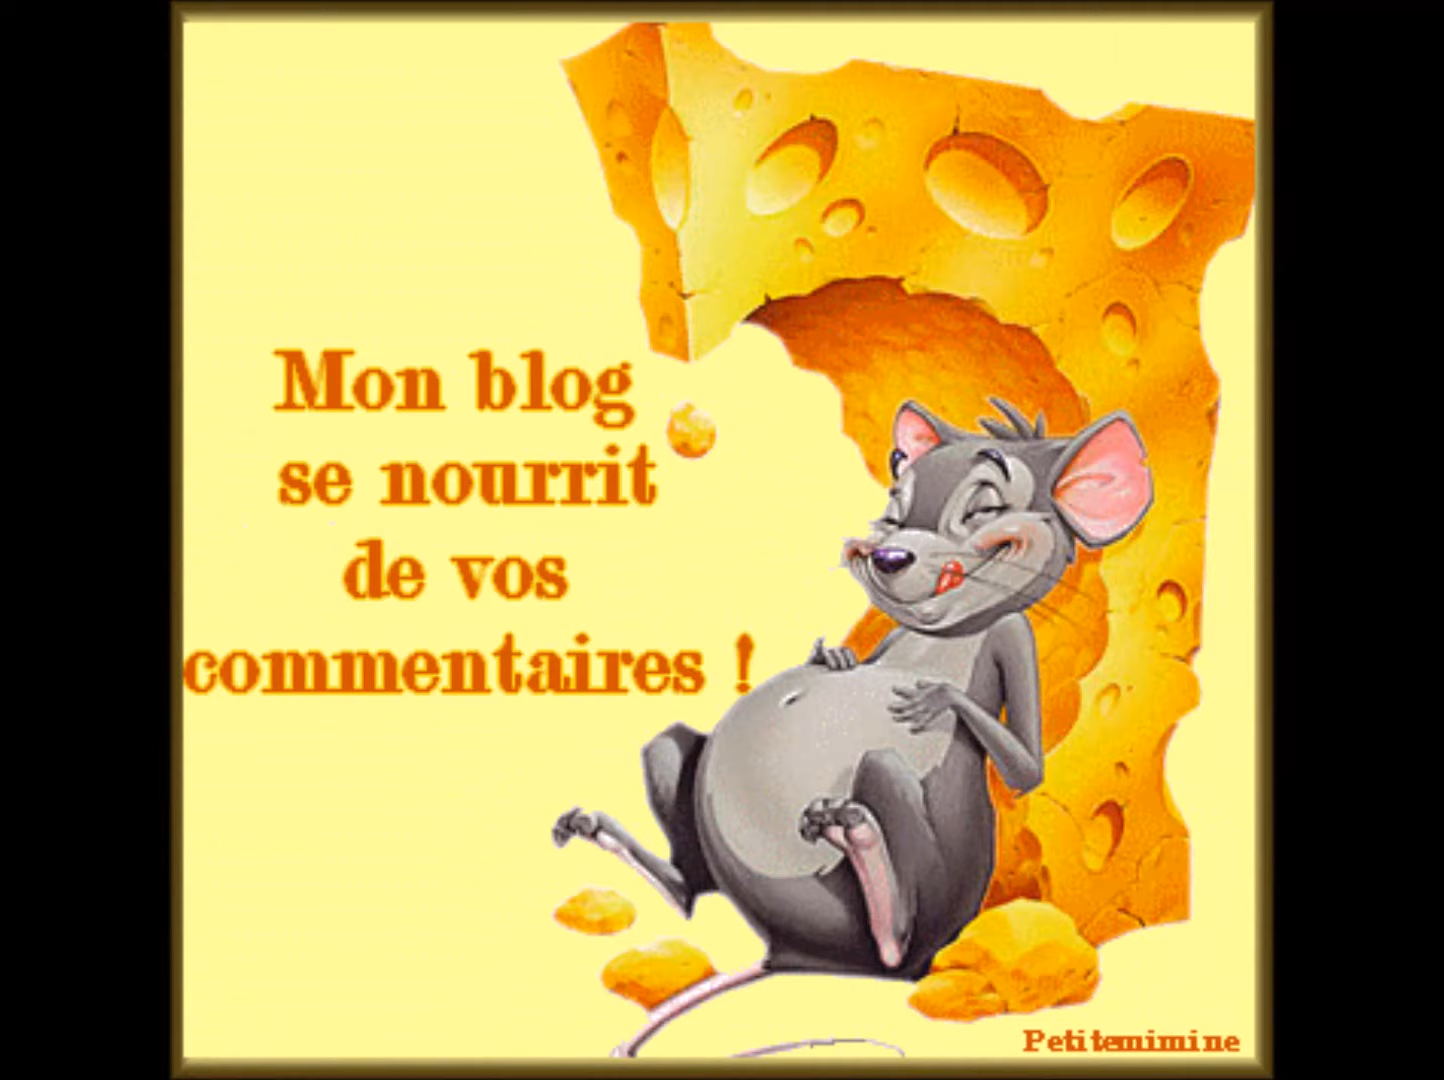 Mon blog
se nourrit
de vos
commentaires !
Petitemimine